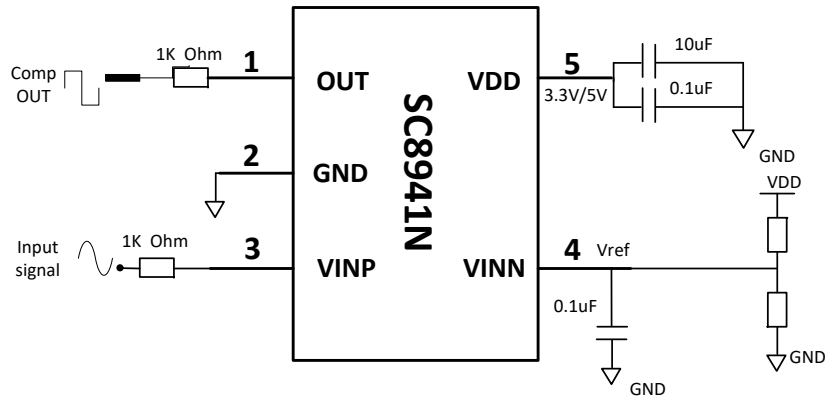 1K Ohm
1
Comp
OUT
OUT
2
GND
1K Ohm
3
Input
signal
VINP
SC8941N
VDD
5
3.3V/5V
10uF
0.1uF
GND
VDD
VINN
4
Vref
0.1uF
GND
GND